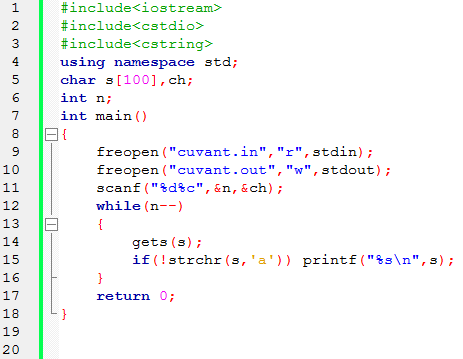 1 #include<iostream>
2 #include<cstdio>
3 #include<cstring>
4 using namespace std;
5 char s[100],ch;
6 int n;
7 int main()
8 {
9 freopen("cuvant.in","r",stdin);
10 freopen("cuvant.out","w",stdout);
11 scanf("%d%c",&n,&ch);
12 while(n--)
13 {
14 gets(s);
15 if(!strchr(s,'a')) printf("%s\n",s);
16 }
17 return 0;
18 }
19
20